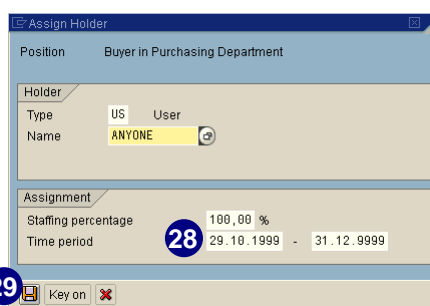 Assign Holder
Position Buyer in Purchasing Department
Holder
Type US User
Name ANYONE
Assignment
Staffing percentage 100,00 %
Time period 28 29.10.1999 - 31.12.9999
29 Key on